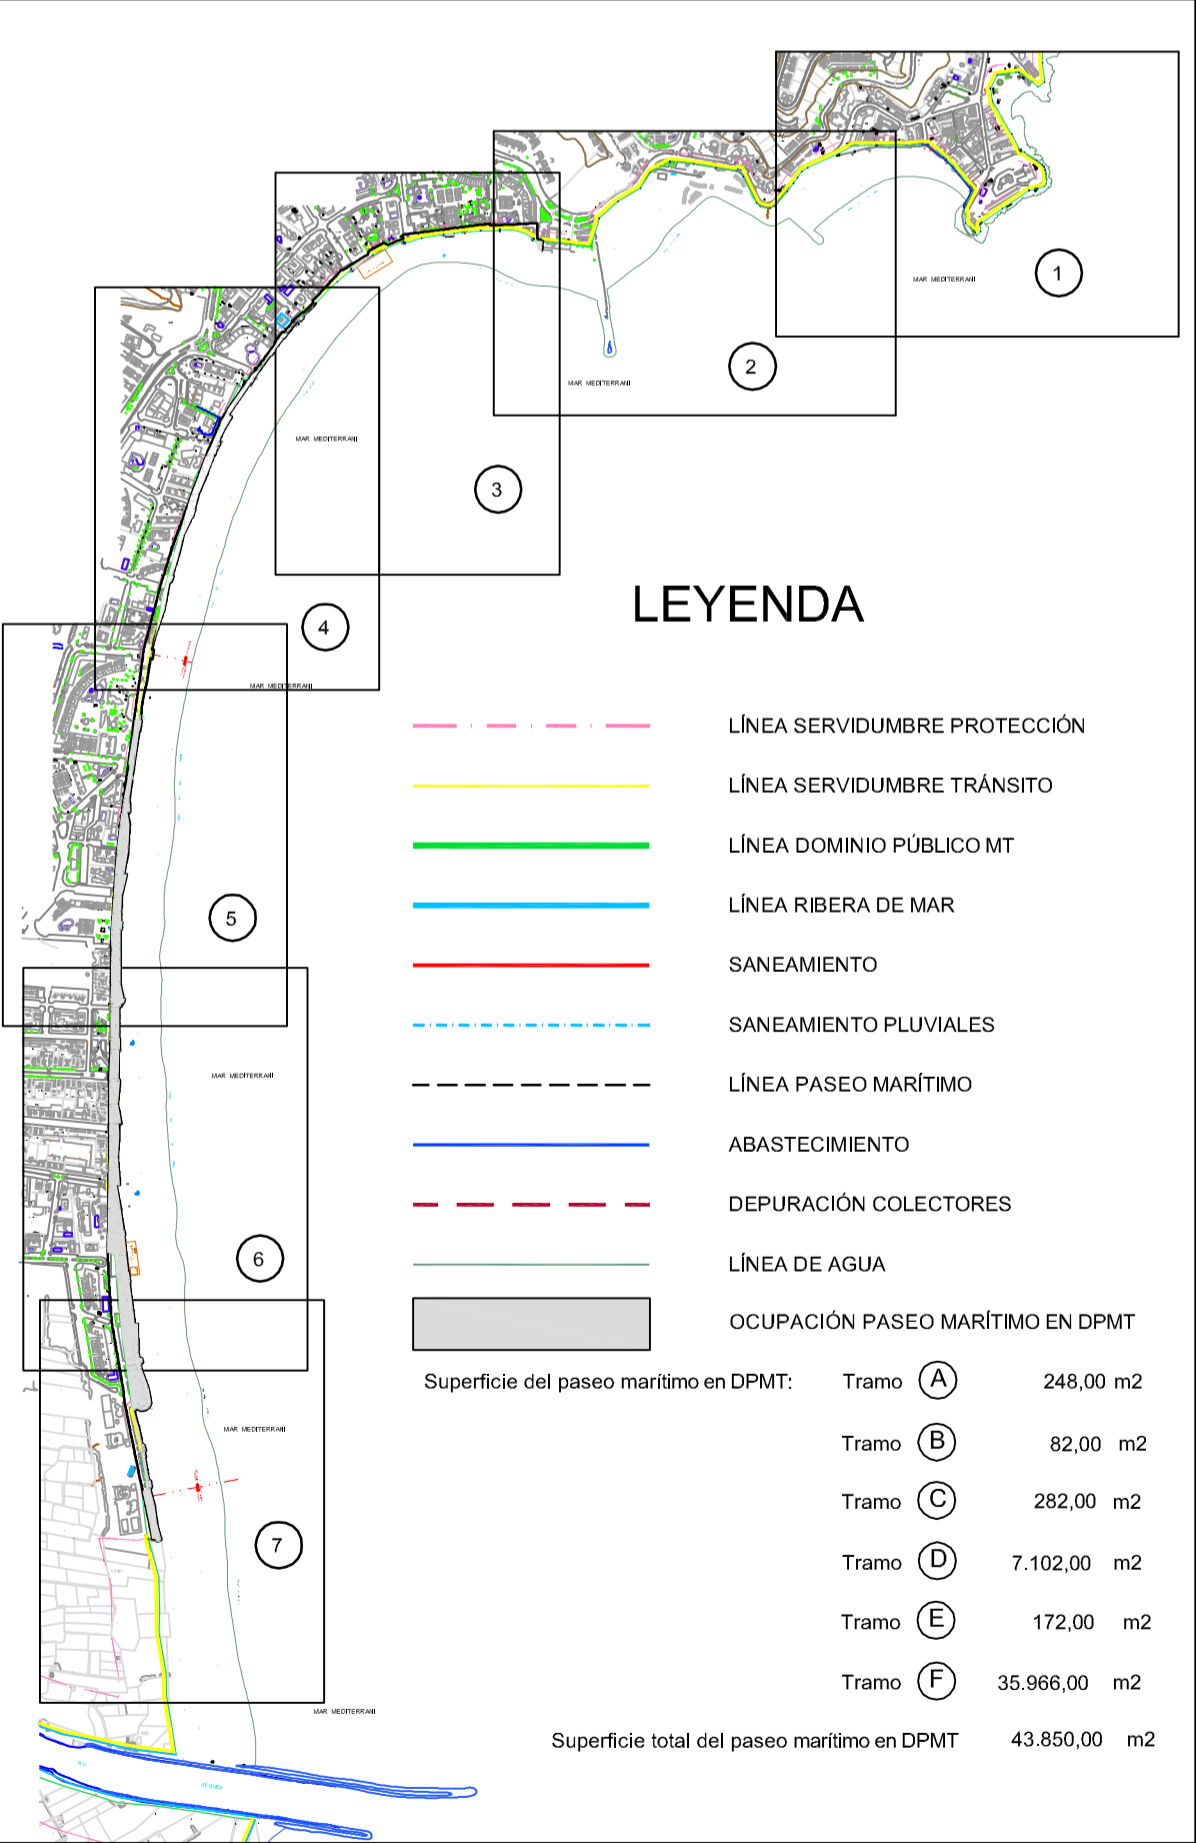 1
MAR MEDITERRANI
2
MAR MEDITERRANI
3
MAR MEDITERRANI
4
MAR MEDITERRANI
5
6
MAR MEDITERRANI
7
MAR MEDITERRANI
MAR MEDITERRANI
XÚQUER
LEYENDA
LÍNEA SERVIDUMBRE PROTECCIÓN
LÍNEA SERVIDUMBRE TRÁNSITO
LÍNEA DOMINIO PÚBLICO MT
LÍNEA RIBERA DE MAR
SANEAMIENTO
SANEAMIENTO PLUVIALES
LÍNEA PASEO MARÍTIMO
ABASTECIMIENTO
DEPURACIÓN COLECTORES
LÍNEA DE AGUA
OCUPACIÓN PASEO MARÍTIMO EN DPMT
Superficie del paseo marítimo en DPMT: Tramo A 248,00 m2
Tramo B 82,00 m2
Tramo C 282,00 m2
Tramo D 7.102,00 m2
Tramo E 172,00 m2
Tramo F 35.966,00 m2
Superficie total del paseo marítimo en DPMT 43.850,00 m2